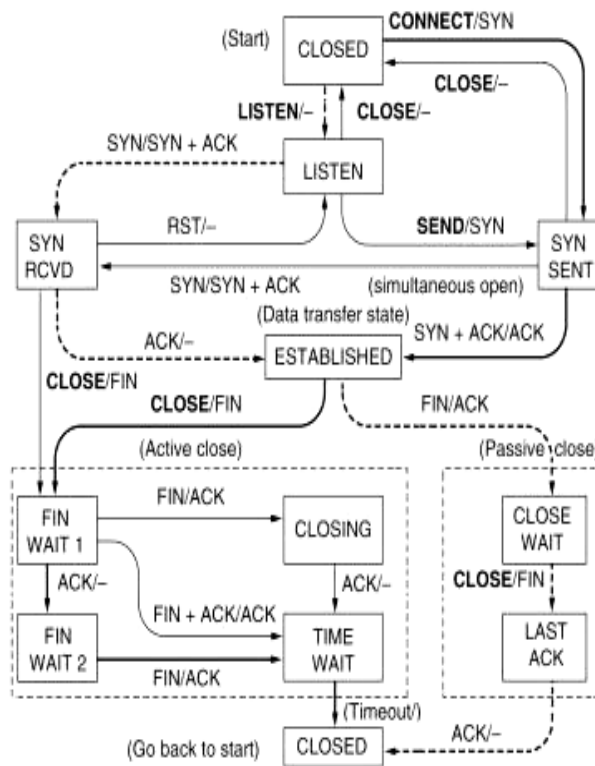 CONNECT/SYN
(Start)
CLOSED
CLOSE/–
LISTEN/–
CLOSE/–
SYN/SYN + ACK
LISTEN
RST/–
SEND/SYN
SYN
RCVD
SYN
SENT
SYN/SYN + ACK
(simultaneous open)
(Data transfer state)
ACK/–
SYN + ACK/ACK
ESTABLISHED
CLOSE/FIN
CLOSE/FIN
FIN/ACK
(Active close)
(Passive close)
FIN/ACK
FIN
WAIT 1
CLOSING
CLOSE
WAIT
ACK/–
ACK/–
CLOSE/FIN
FIN + ACK/ACK
FIN
WAIT 2
TIME
WAIT
LAST
ACK
FIN/ACK
(Timeout/)
ACK/–
(Go back to start)
CLOSED